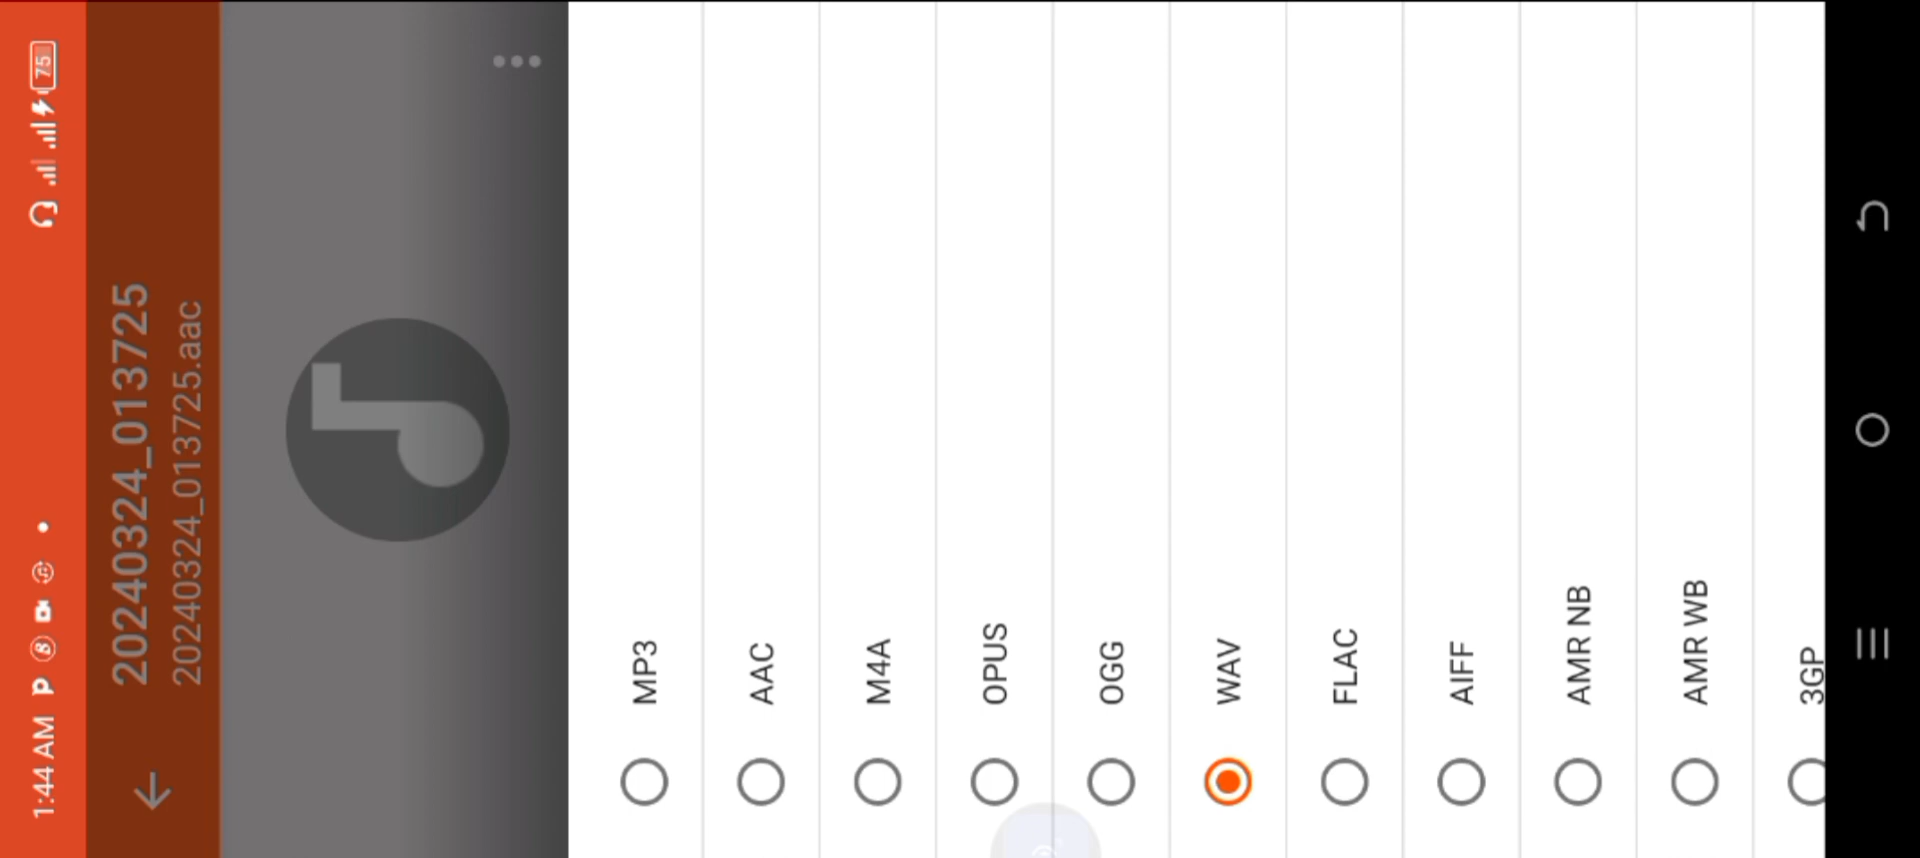 1:44 AM
75
20240324_013725
20240324_013725.aac
MP3
AAC
M4A
OPUS
OGG
WAV
FLAC
AIFF
AMR NB
AMR WB
3GP